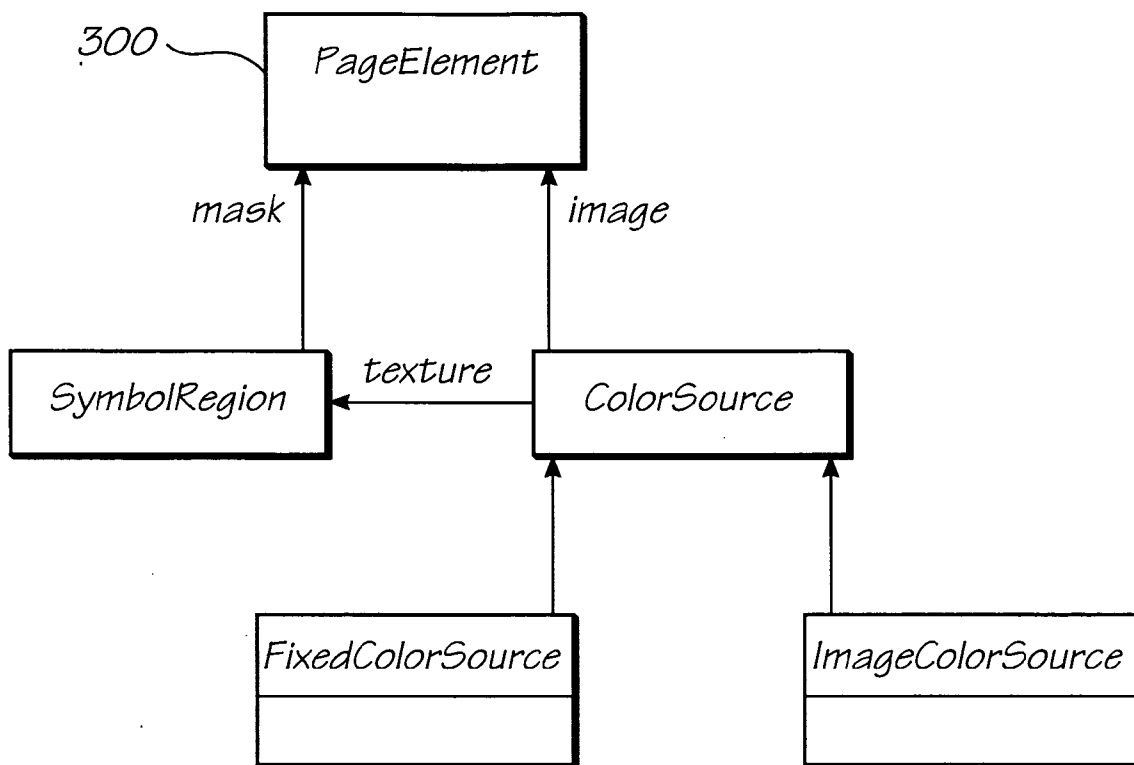 300
PageElement
mask
image
SymbolRegion
texture
ColorSource
FixedColorSource
ImageColorSource